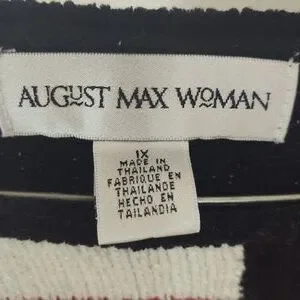 AUGUST MAX WOMAN
1X
MADE IN
THAILAND
FABRIQUE EN
THAILANDE
HECHO EN
TAILANDIA